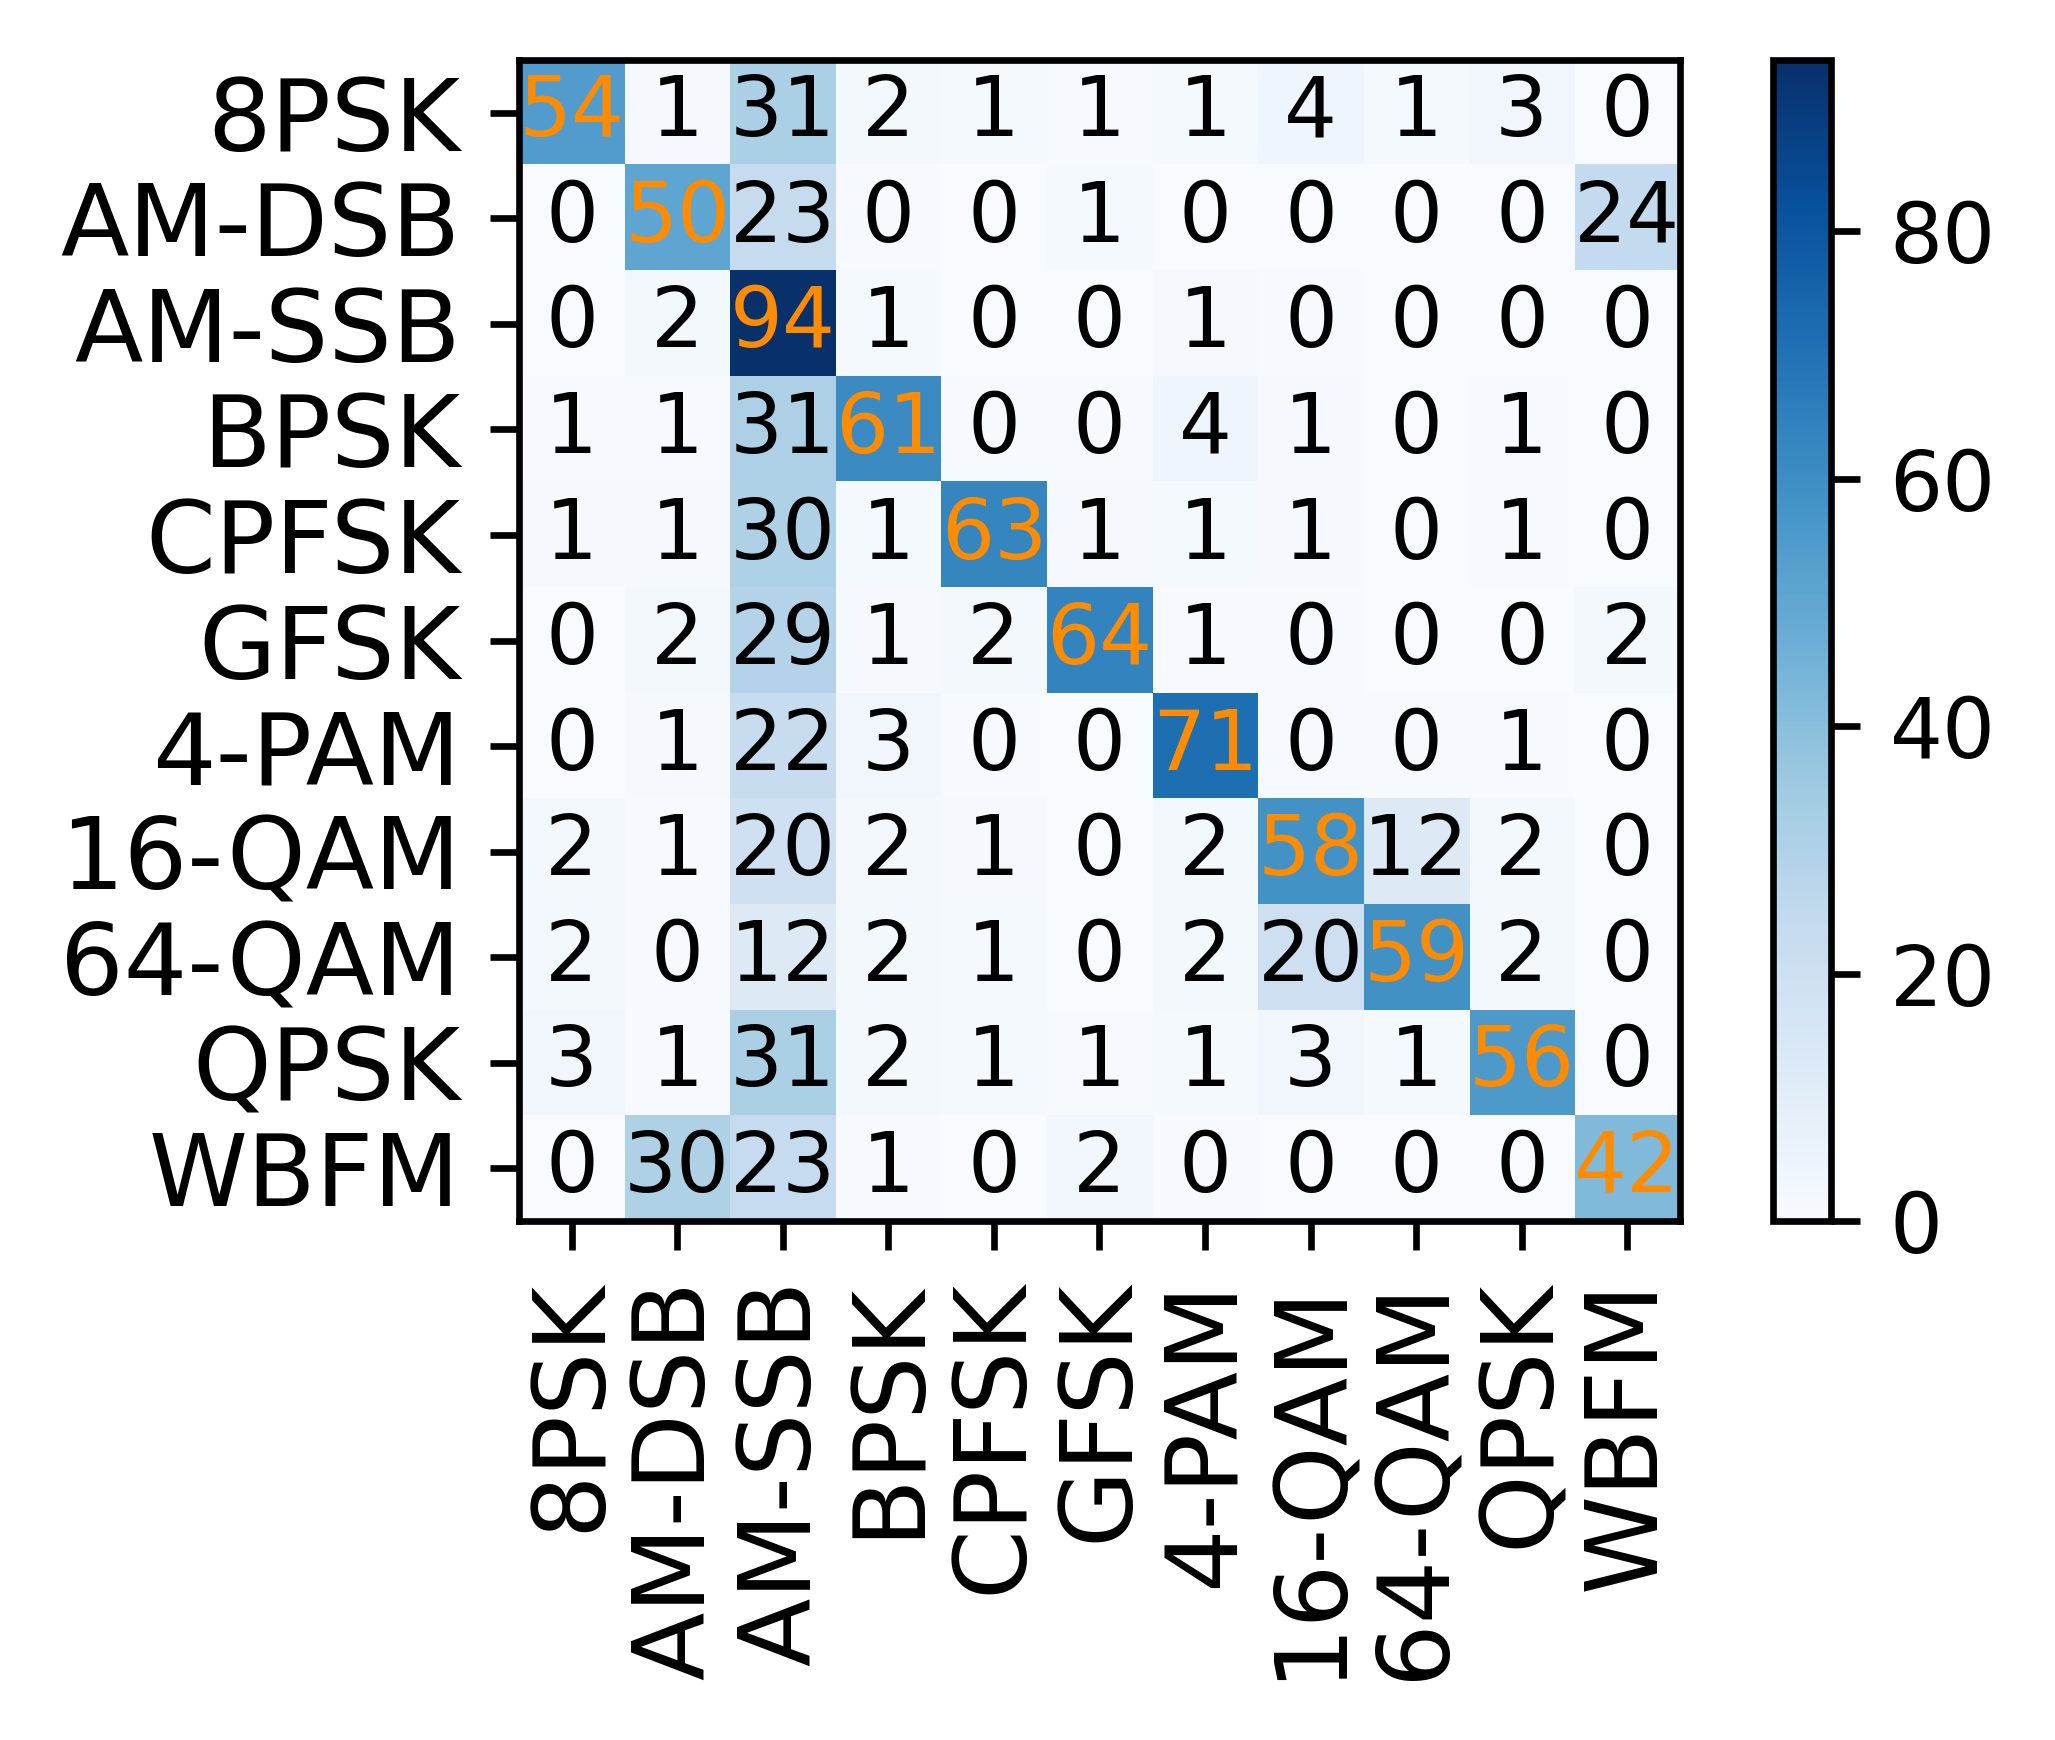 8PSK 54 1 31 2 1 1 1 4 1 3 0
AM-DSB 0 50 23 0 0 1 0 0 0 0 24
AM-SSB 0 2 94 1 0 0 1 0 0 0 0
BPSK 1 1 31 61 0 0 4 1 0 1 0
CPFSK 1 1 30 1 63 1 1 1 0 1 0
GFSK 0 2 29 1 2 64 1 0 0 0 2
4-PAM 0 1 22 3 0 0 71 0 0 1 0
16-QAM 2 1 20 2 1 0 2 58 12 2 0
64-QAM 2 0 12 2 1 0 2 20 59 2 0
QPSK 3 1 31 2 1 1 1 3 1 56 0
WBFM 0 30 23 1 0 2 0 0 0 0 42
8PSK
AM-DSB
AM-SSB
BPSK
CPFSK
GFSK
4-PAM
16-QAM
64-QAM
QPSK
WBFM
80
60
40
20
0